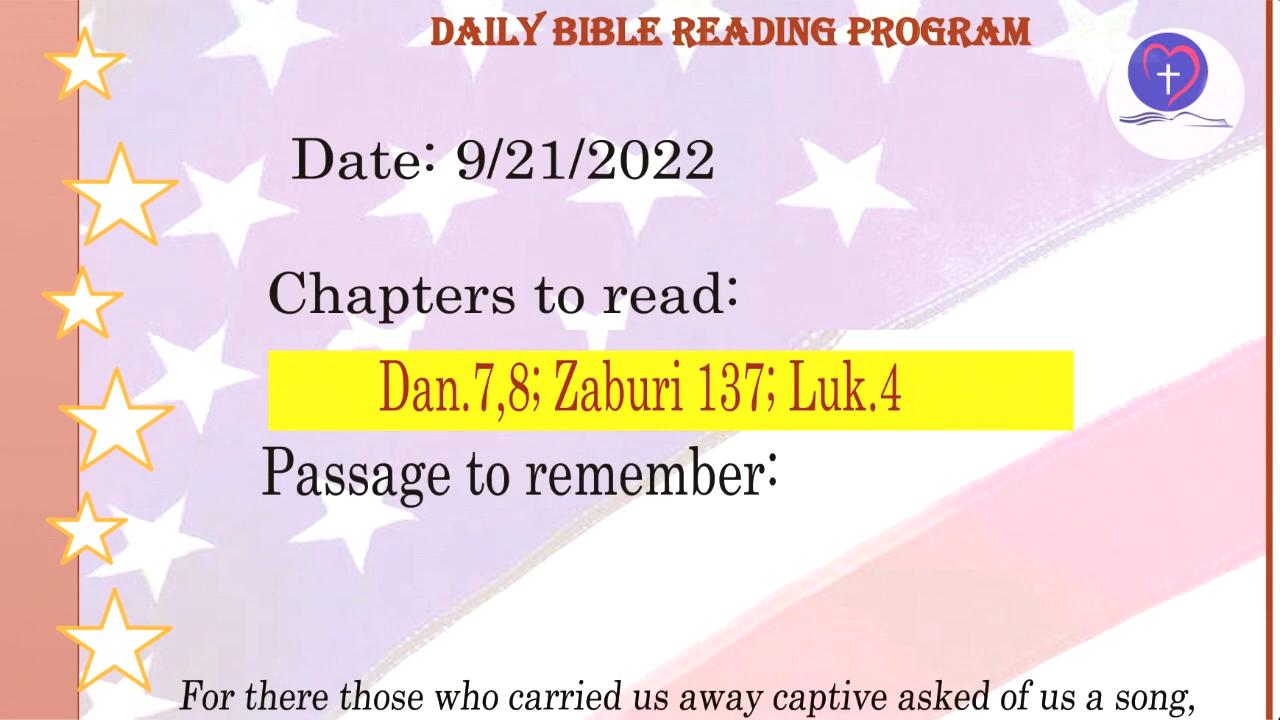 DAILY BIBLE READING PROGRAM
Date: 9/21/2022
Chapters to read:
Dan.7,8; Zaburi 137; Luk.4
Passage to remember:
For there those who carried us away captive asked of us a song,